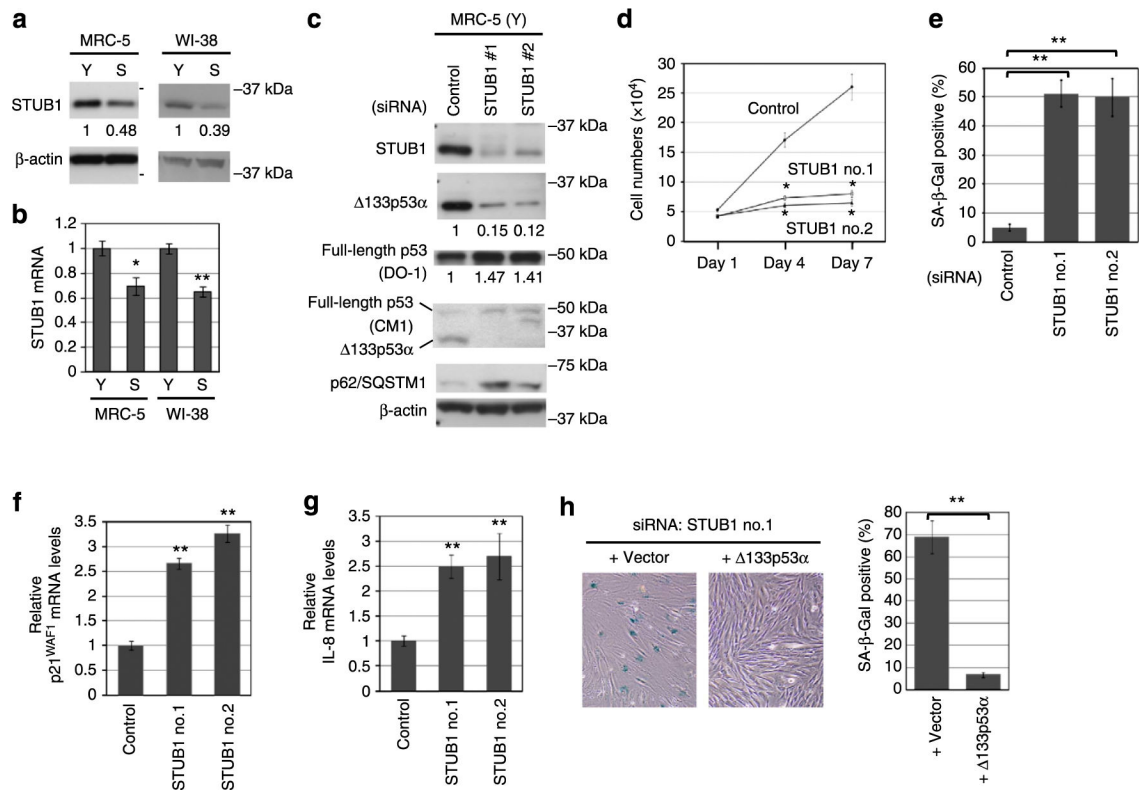 a
MRC-5 WI-38
Y S Y S
–37 kDa
STUB1
1 0.48 1 0.39
β-actin
–37 kDa
b
STUB1 mRNA
1.2
1
0.8
0.6
0.4
0.2
0
* **
Y S Y S
MRC-5 WI-38
c
MRC-5 (Y)
(siRNA) Control STUB1 #1 STUB1 #2
–37 kDa
STUB1
–37 kDa
Δ133p53α
1 0.15 0.12
Full-length p53 –50 kDa
(DO-1) 1 1.47 1.41
Full-length p53 –50 kDa
(CM1) –37 kDa
Δ133p53α
–75 kDa
p62/SQSTM1
β-actin
–37 kDa
d
Cell numbers (×10⁴)
30
25
20
15
10
5
0
Control
STUB1 no.1
* *
* *
STUB1 no.2
Day 1 Day 4 Day 7
e
SA-β-Gal positive (%)
60
50
40
30
20
10
0
**
**
(siRNA) Control STUB1 no.1 STUB1 no.2
f
Relative
p21WAF1 mRNA levels
3.5
3
2.5
2
1.5
1
0.5
0
** **
Control STUB1 no.1 STUB1 no.2
g
Relative
IL-8 mRNA levels
3.5
3
2.5
2
1.5
1
0.5
0
** **
Control STUB1 no.1 STUB1 no.2
h
siRNA: STUB1 no.1
+ Vector + Δ133p53α
SA-β-Gal positive (%)
80
70
60
50
40
30
20
10
0
**
+ Vector + Δ133p53α